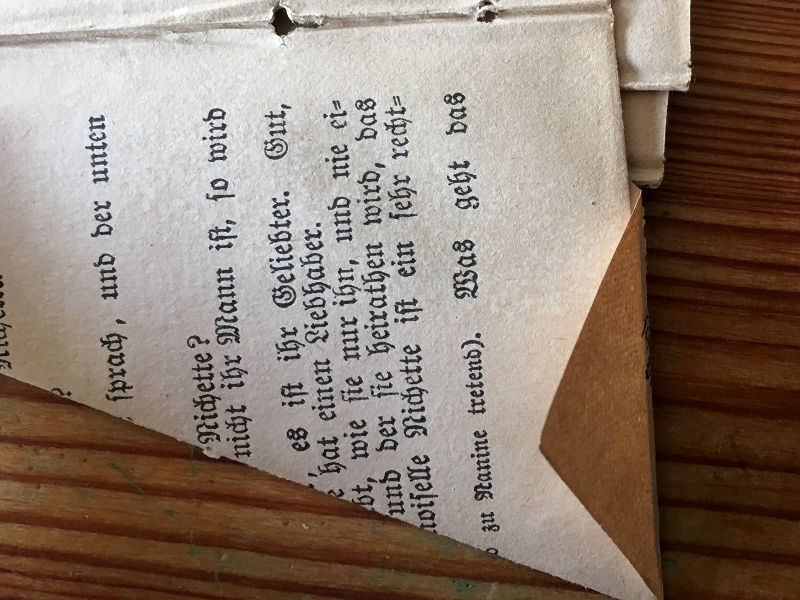 ?
sprach, und der unten
Nichette?
nicht ihr Mann ist, so wird
es ist ihr Geliebter. Gut,
hat einen Liebhaber.
bt, wie sie nur ihn, und nie ei=
und der sie heirathen wird, das
moiselle Nichette ist ein sehr recht=
zu Nanine tretend). Was geht das